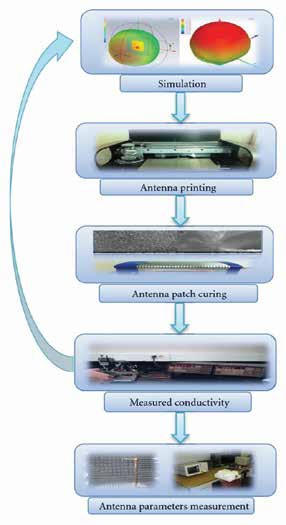 Simulation
Antenna printing
Antenna patch curing
Measured conductivity
Antenna parameters measurement